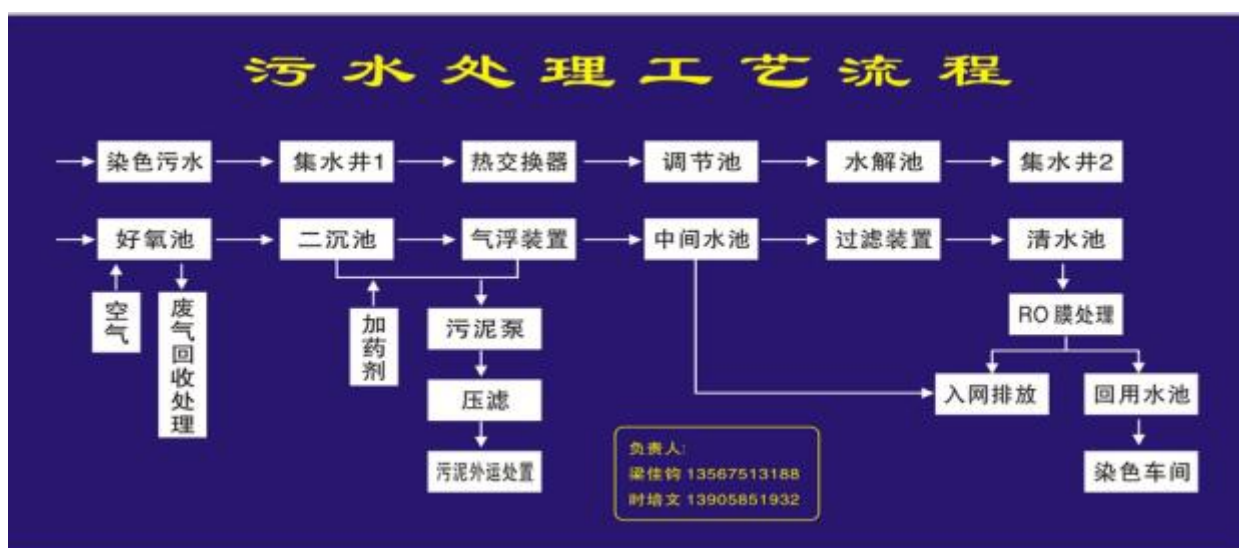 污水处理工艺流程
染色污水 集水井1 热交换器 调节池 水解池 集水井2
好氧池 二沉池 气浮装置 中间水池 过滤装置 清水池
空气
废气回收处理
加药剂
污泥泵
RO膜处理
压滤
入网排放 回用水池
污泥外运处置
染色车间
负责人:
梁佳钧 13567513188
时培文 13905851932